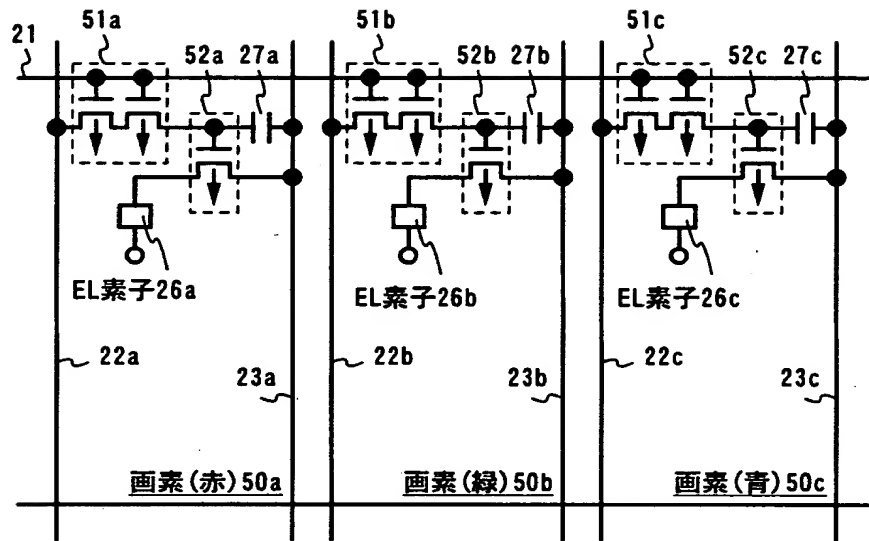 51a 51b 51c
21 52a 27a 52b 27b 52c 27c
EL素子26a EL素子26b EL素子26c
22a 22b 22c
23a 23b 23c
画素(赤)50a 画素(緑)50b 画素(青)50c